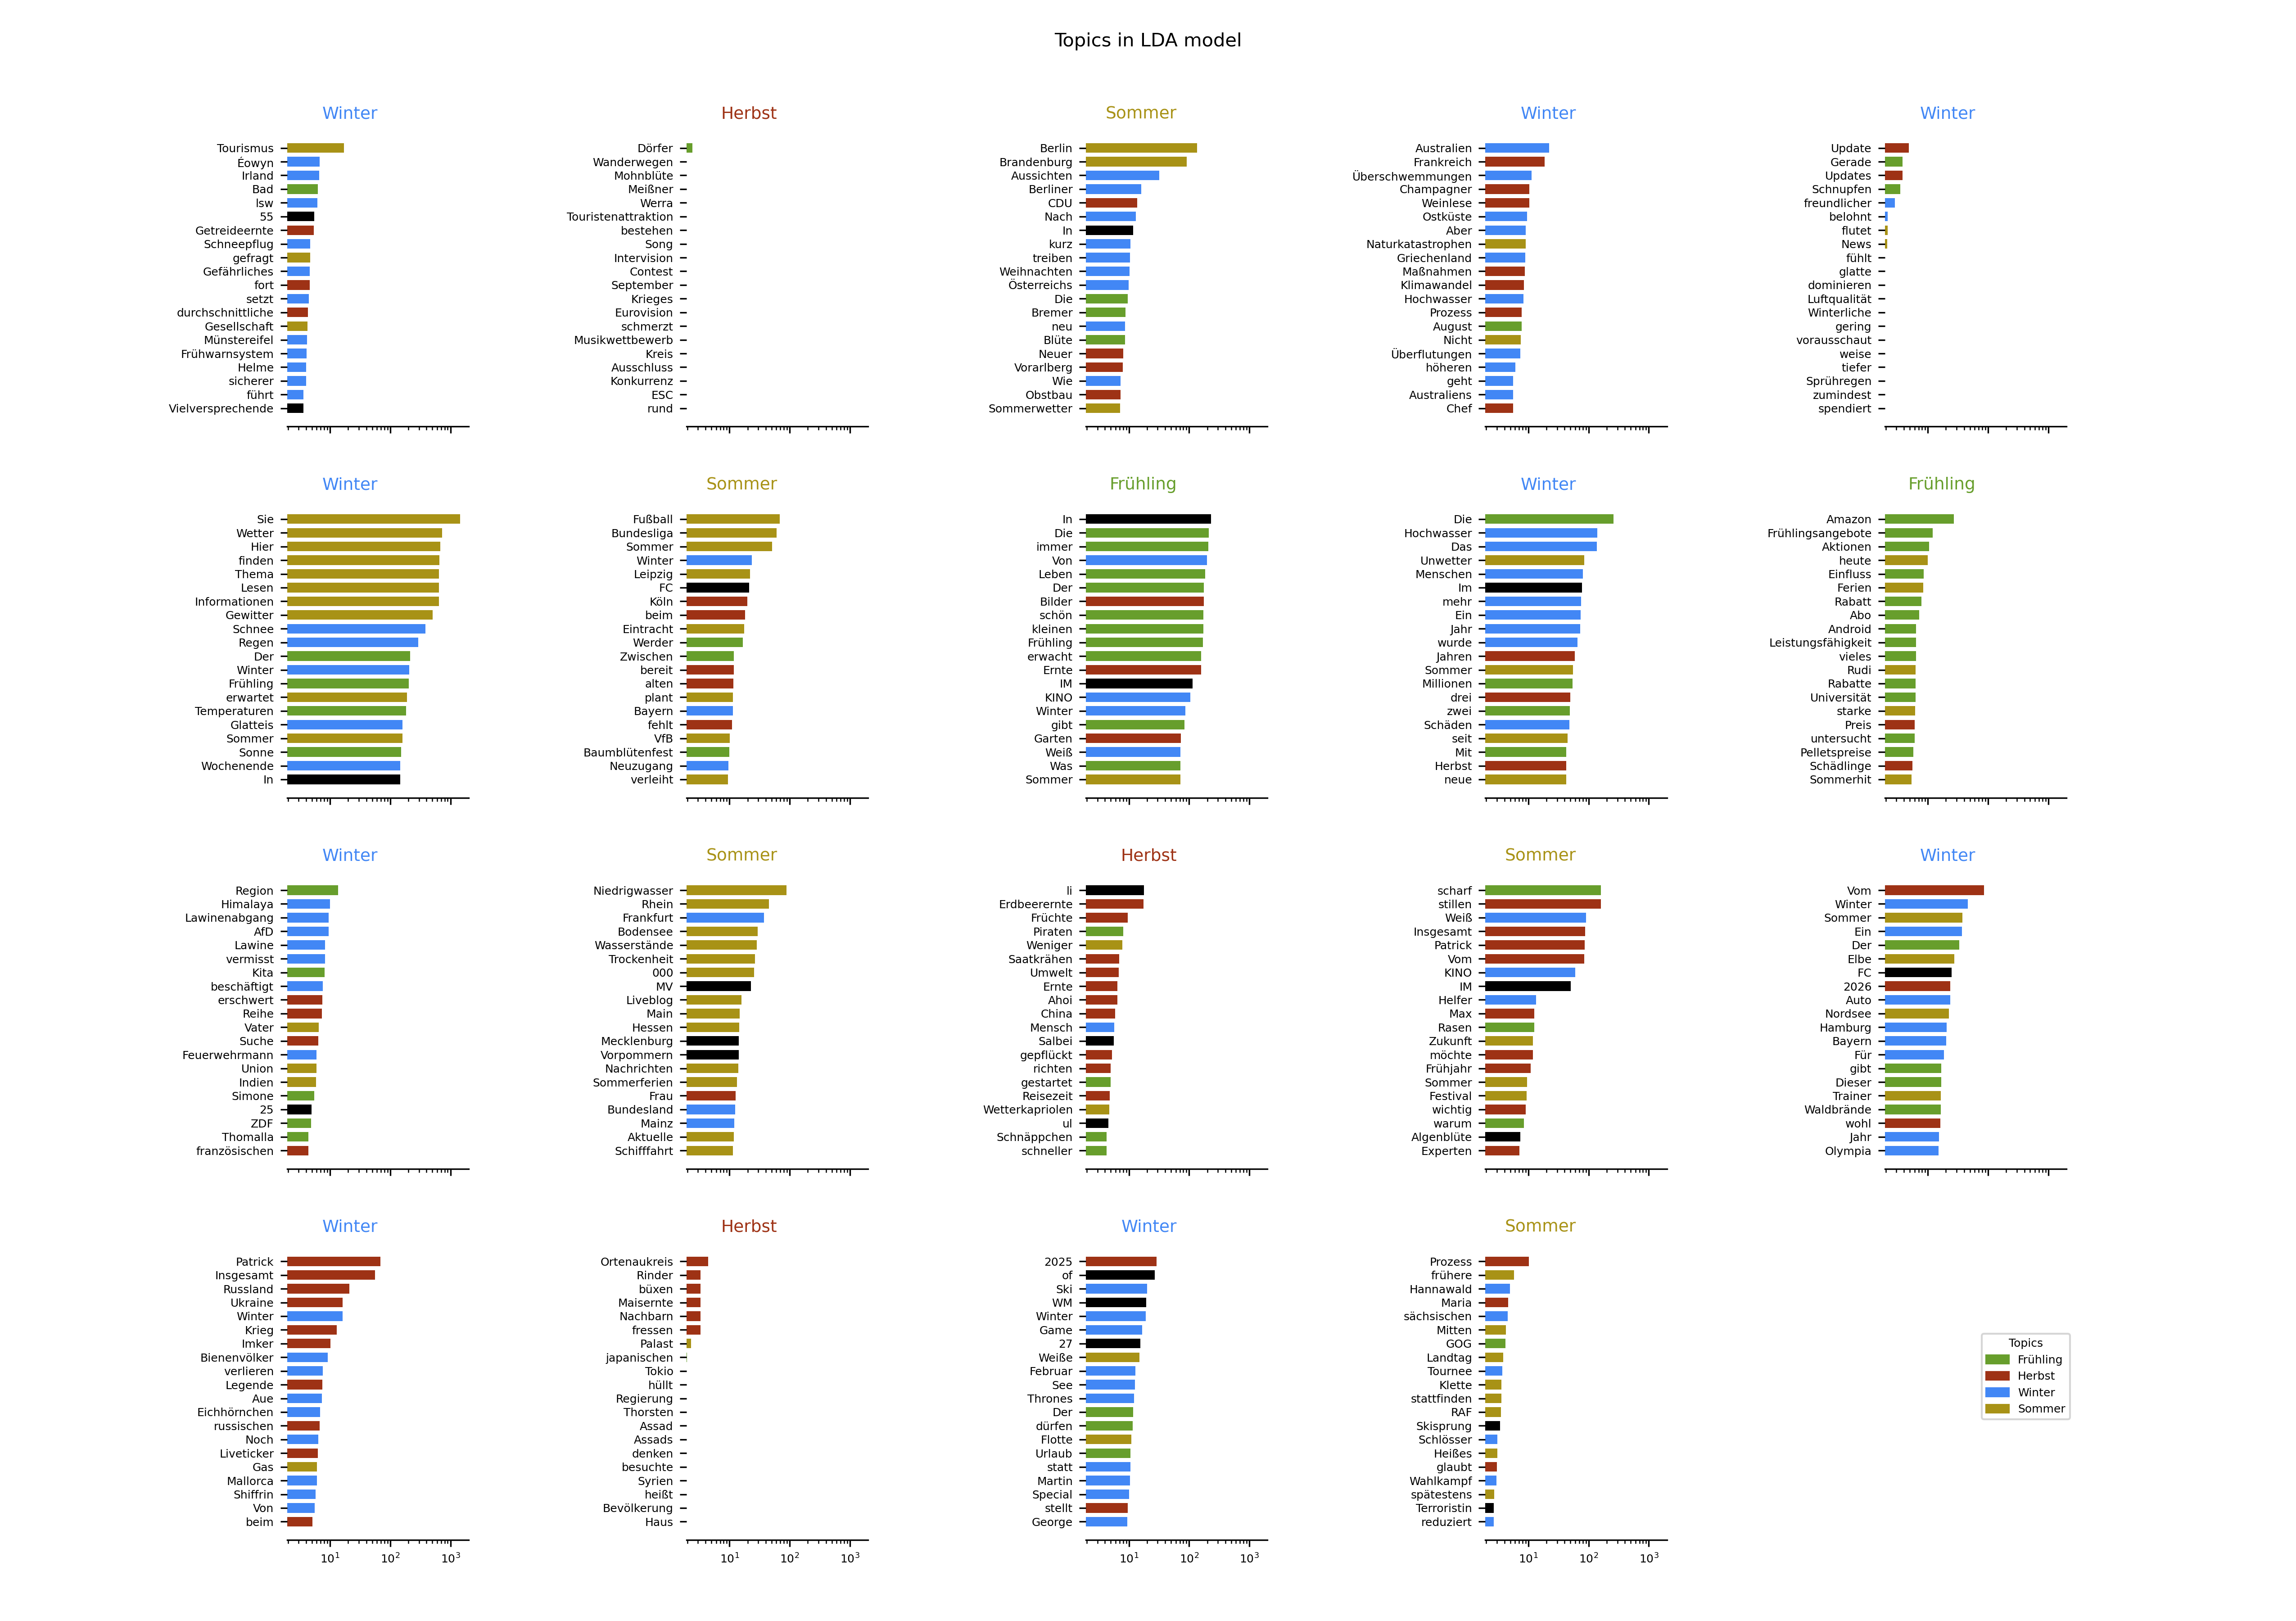 Topics in LDA model
Winter
Tourismus
Éowyn
Irland
Bad
lsw
55
Getreideernte
Schneepflug
gefragt
Gefährliches
fort
setzt
durchschnittliche
Gesellschaft
Münstereifel
Frühwarnsystem
Helme
sicherer
führt
Vielversprechende
Herbst
Dörfer
Wanderwegen
Mohnblüte
Meißner
Werra
Touristenattraktion
bestehen
Song
Intervision
Contest
September
Krieges
Eurovision
schmerzt
Musikwettbewerb
Kreis
Ausschluss
Konkurrenz
ESC
rund
Sommer
Berlin
Brandenburg
Aussichten
Berliner
CDU
Nach
In
kurz
treiben
Weihnachten
Österreichs
Die
Bremer
neu
Blüte
Neuer
Vorarlberg
Wie
Obstbau
Sommerwetter
Winter
Australien
Frankreich
Überschwemmungen
Champagner
Weinlese
Ostküste
Aber
Naturkatastrophen
Griechenland
Maßnahmen
Klimawandel
Hochwasser
Prozess
August
Nicht
Überflutungen
höheren
geht
Australiens
Chef
Winter
Update
Gerade
Updates
Schnupfen
freundlicher
belohnt
flutet
News
fühlt
glatte
dominieren
Luftqualität
Winterliche
gering
vorausschaut
weise
tiefer
Sprühregen
zumindest
spendiert
Winter
Sie
Wetter
Hier
finden
Thema
Lesen
Informationen
Gewitter
Schnee
Regen
Der
Winter
Frühling
erwartet
Temperaturen
Glatteis
Sommer
Sonne
Wochenende
In
Sommer
Fußball
Bundesliga
Sommer
Winter
Leipzig
FC
Köln
beim
Eintracht
Werder
Zwischen
bereit
alten
plant
Bayern
fehlt
VfB
Baumblütenfest
Neuzugang
verleiht
Frühling
In
Die
immer
Von
Leben
Der
Bilder
schön
kleinen
Frühling
erwacht
Ernte
IM
KINO
Winter
gibt
Garten
Weiß
Was
Sommer
Winter
Die
Hochwasser
Das
Unwetter
Menschen
Im
mehr
Ein
Jahr
wurde
Jahren
Sommer
Millionen
drei
zwei
Schäden
seit
Mit
Herbst
neue
Frühling
Amazon
Frühlingsangebote
Aktionen
heute
Einfluss
Ferien
Rabatt
Abo
Android
Leistungsfähigkeit
vieles
Rudi
Rabatte
Universität
starke
Preis
untersucht
Pelletspreise
Schädlinge
Sommerhit
Winter
Region
Himalaya
Lawinenabgang
AfD
Lawine
vermisst
Kita
beschäftigt
erschwert
Reihe
Vater
Suche
Feuerwehrmann
Union
Indien
Simone
25
ZDF
Thomalla
französischen
Sommer
Niedrigwasser
Rhein
Frankfurt
Bodensee
Wasserstände
Trockenheit
000
MV
Liveblog
Main
Hessen
Mecklenburg
Vorpommern
Nachrichten
Sommerferien
Frau
Bundesland
Mainz
Aktuelle
Schifffahrt
Herbst
li
Erdbeerernte
Früchte
Piraten
Weniger
Saatkrähen
Umwelt
Ernte
Ahoi
China
Mensch
Salbei
gepflückt
richten
gestartet
Reisezeit
Wetterkapriolen
ul
Schnäppchen
schneller
Sommer
scharf
stillen
Weiß
Insgesamt
Patrick
Vom
KINO
IM
Helfer
Max
Rasen
Zukunft
möchte
Frühjahr
Sommer
Festival
wichtig
warum
Algenblüte
Experten
Winter
Vom
Winter
Sommer
Ein
Der
Elbe
FC
2026
Auto
Nordsee
Hamburg
Bayern
Für
gibt
Dieser
Trainer
Waldbrände
wohl
Jahr
Olympia
Winter
Patrick
Insgesamt
Russland
Ukraine
Winter
Krieg
Imker
Bienenvölker
verlieren
Legende
Aue
Eichhörnchen
russischen
Noch
Liveticker
Gas
Mallorca
Shiffrin
Von
beim
10¹ 10² 10³
Herbst
Ortenaukreis
Rinder
büxen
Maisernte
Nachbarn
fressen
Palast
japanischen
Tokio
hüllt
Regierung
Thorsten
Assad
Assads
denken
besuchte
Syrien
heißt
Bevölkerung
Haus
10¹ 10² 10³
Winter
2025
of
Ski
WM
Winter
Game
27
Weiße
Februar
See
Thrones
Der
dürfen
Flotte
Urlaub
statt
Martin
Special
stellt
George
10¹ 10² 10³
Sommer
Prozess
frühere
Hannawald
Maria
sächsischen
Mitten
GOG
Landtag
Tournee
Klette
stattfinden
RAF
Skisprung
Schlösser
Heißes
glaubt
Wahlkampf
spätestens
Terroristin
reduziert
10¹ 10² 10³
Topics
Frühling
Herbst
Winter
Sommer